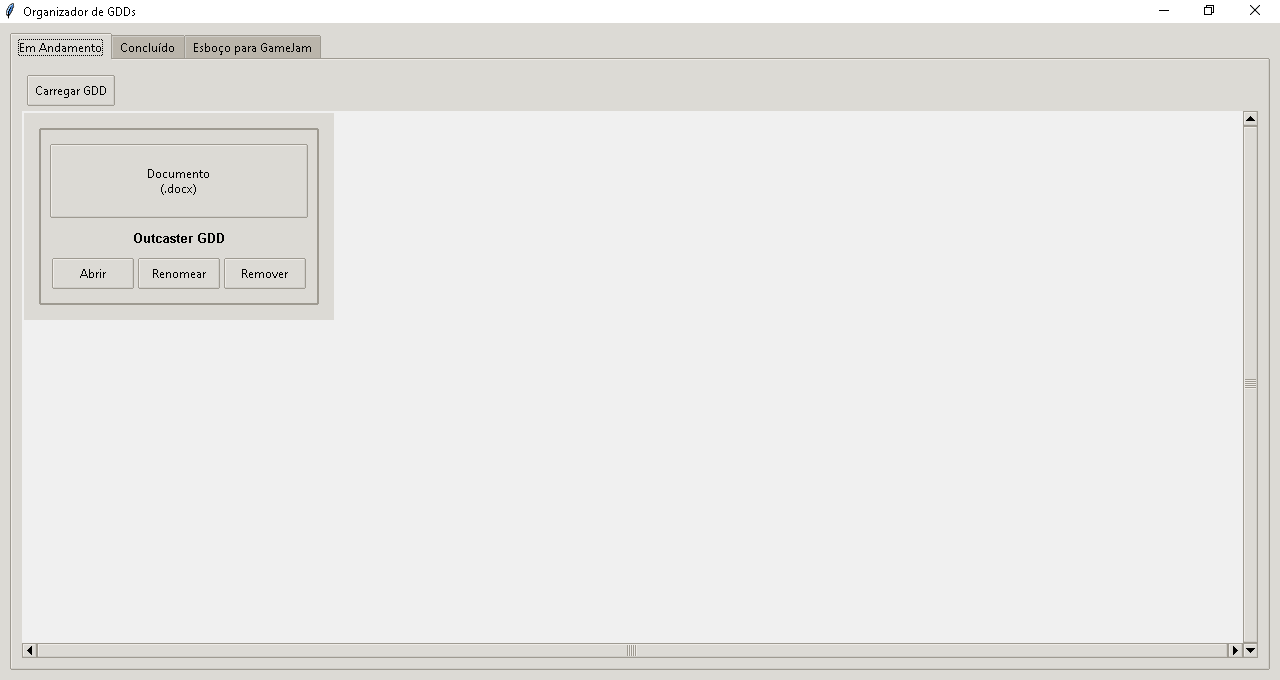 Organizador de GDDs
Em Andamento
Concluído
Esboço para GameJam
Carregar GDD
Documento
(.docx)
Outcaster GDD
Abrir
Renomear
Remover